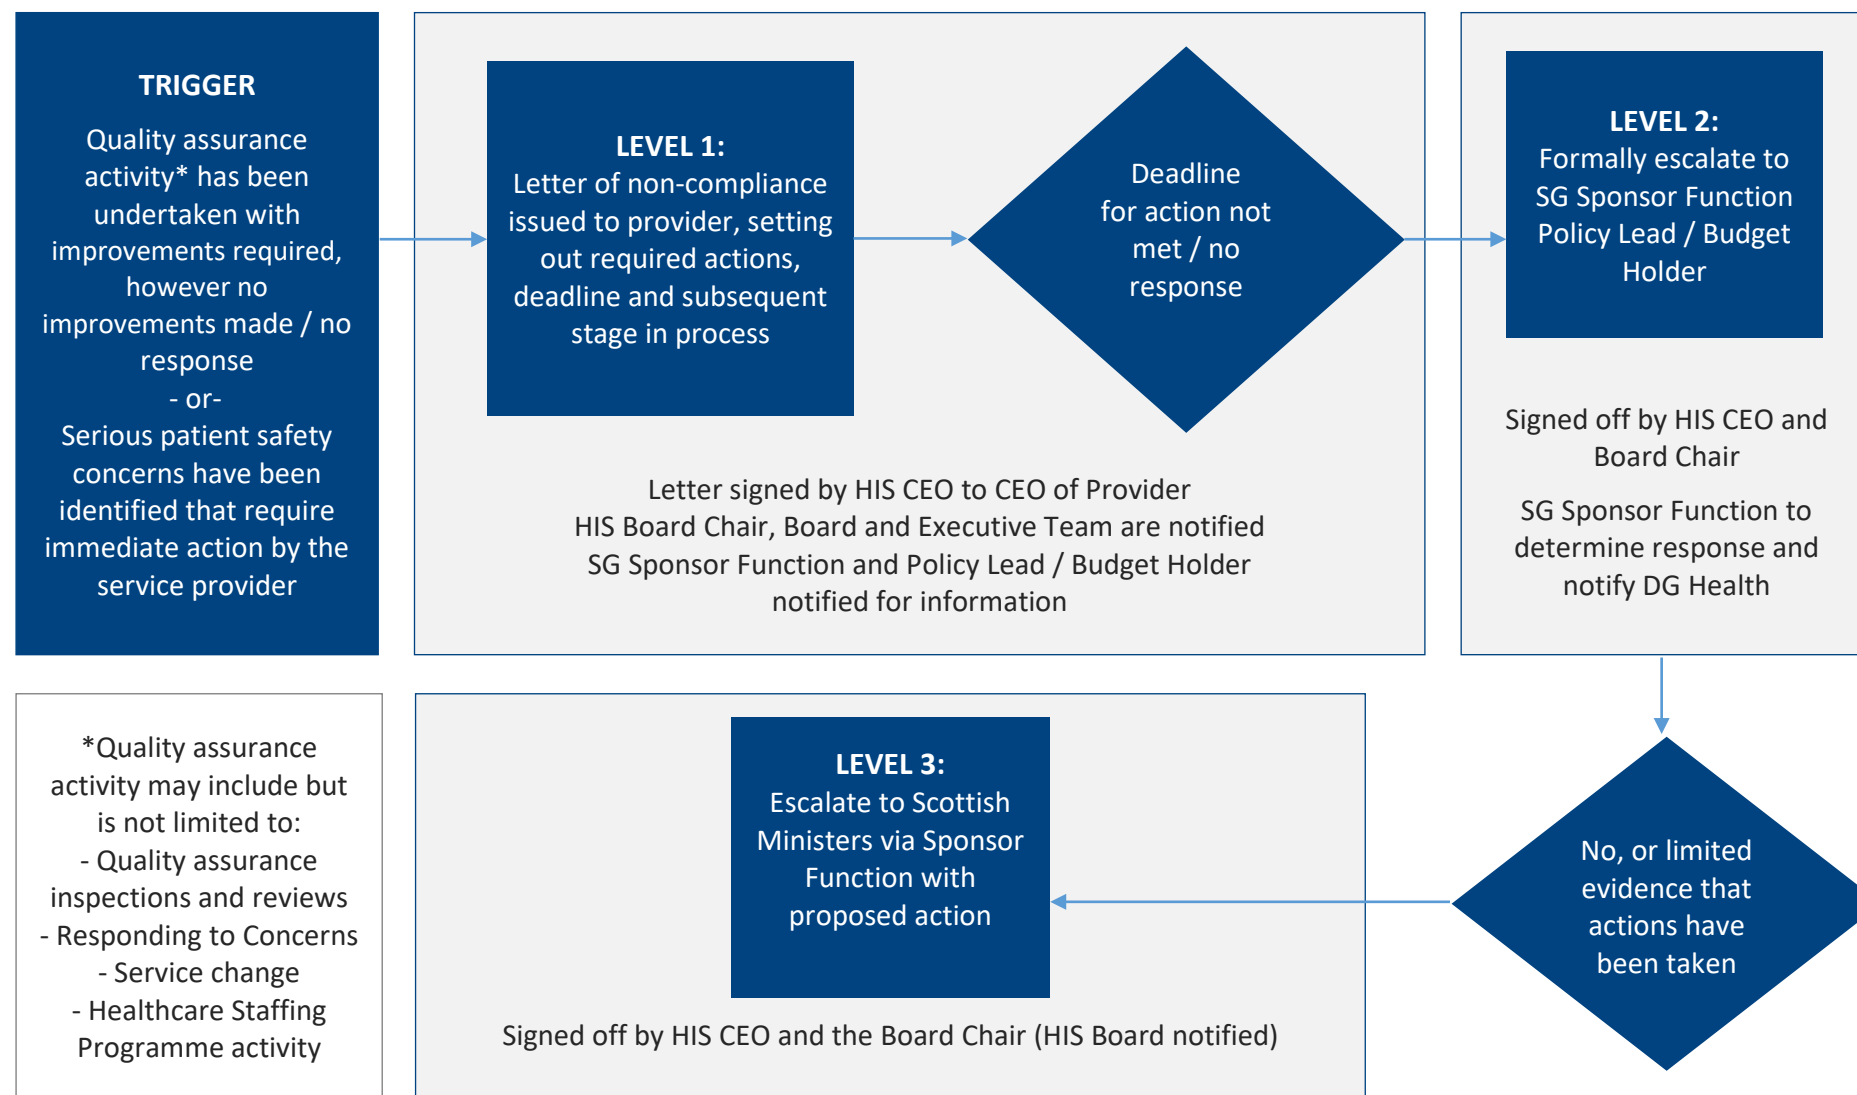 TRIGGER
Quality assurance
activity* has been
undertaken with
improvements required,
however no
improvements made / no
response
- or-
Serious patient safety
concerns have been
identified that require
immediate action by the
service provider
LEVEL 1:
Letter of non-compliance
issued to provider, setting
out required actions,
deadline and subsequent
stage in process
Deadline
for action not
met / no
response
Letter signed by HIS CEO to CEO of Provider
HIS Board Chair, Board and Executive Team are notified
SG Sponsor Function and Policy Lead / Budget Holder
notified for information
LEVEL 2:
Formally escalate to
SG Sponsor Function
Policy Lead / Budget
Holder
Signed off by HIS CEO and
Board Chair
SG Sponsor Function to
determine response and
notify DG Health
No, or limited
evidence that
actions have
been taken
LEVEL 3:
Escalate to Scottish
Ministers via Sponsor
Function with
proposed action
Signed off by HIS CEO and the Board Chair (HIS Board notified)
*Quality assurance
activity may include but
is not limited to:
- Quality assurance
inspections and reviews
- Responding to Concerns
- Service change
- Healthcare Staffing
Programme activity